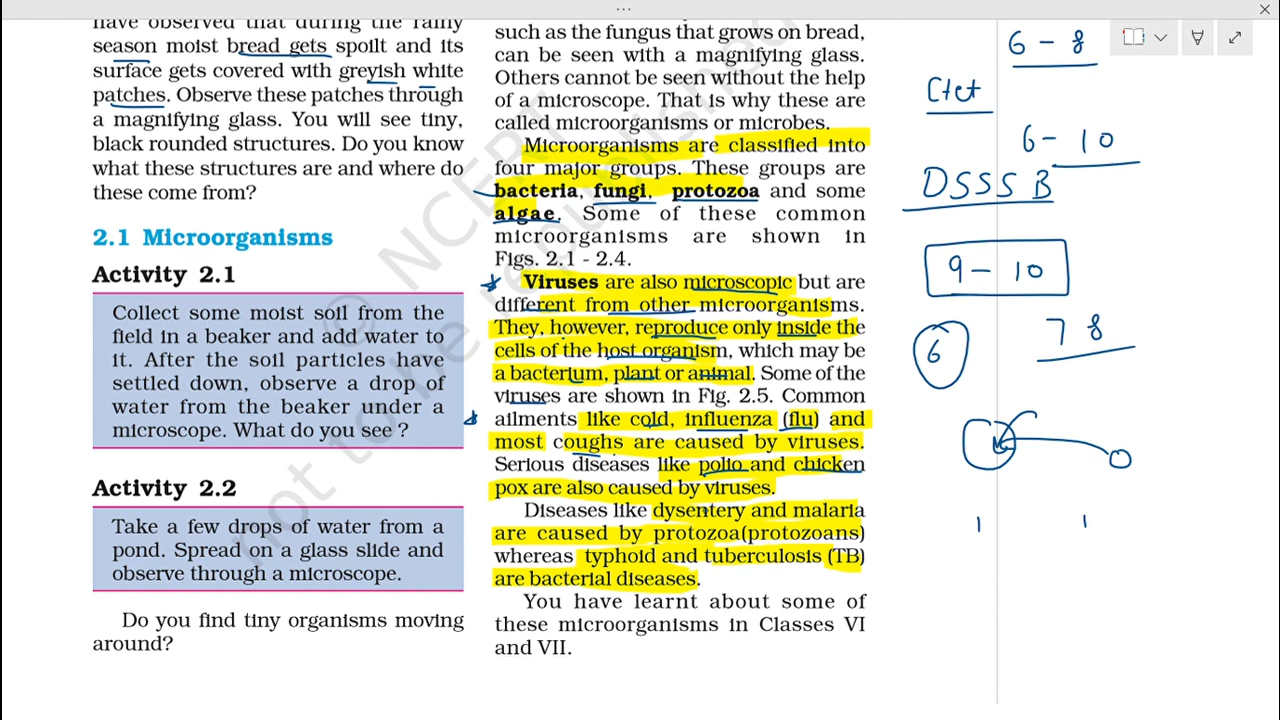 have observed that during the rainy
season moist bread gets spoilt and its
surface gets covered with greyish white
patches. Observe these patches through
a magnifying glass. You will see tiny,
black rounded structures. Do you know
what these structures are and where do
these come from?
2.1 Microorganisms
Activity 2.1
Collect some moist soil from the
field in a beaker and add water to
it. After the soil particles have
settled down, observe a drop of
water from the beaker under a
microscope. What do you see ?
Activity 2.2
Take a few drops of water from a
pond. Spread on a glass slide and
observe through a microscope.
Do you find tiny organisms moving
around?
such as the fungus that grows on bread,
can be seen with a magnifying glass.
Others cannot be seen without the help
of a microscope. That is why these are
called microorganisms or microbes.
Microorganisms are classified into
four major groups. These groups are
bacteria, fungi, protozoa and some
algae. Some of these common
microorganisms are shown in
Figs. 2.1 - 2.4.
Viruses are also microscopic but are
different from other microorganisms.
They, however, reproduce only inside the
cells of the host organism, which may be
a bacterium, plant or animal. Some of the
viruses are shown in Fig. 2.5. Common
ailments like cold, influenza (flu) and
most coughs are caused by viruses.
Serious diseases like polio and chicken
pox are also caused by viruses.
Diseases like dysentery and malaria
are caused by protozoa(protozoans)
whereas typhoid and tuberculosis (TB)
are bacterial diseases.
You have learnt about some of
these microorganisms in Classes VI
and VII.
© NCERT
not to be republished
6 - 8
Ctet
6 - 10
DSSSB
9 - 10
6
7 8
1 1